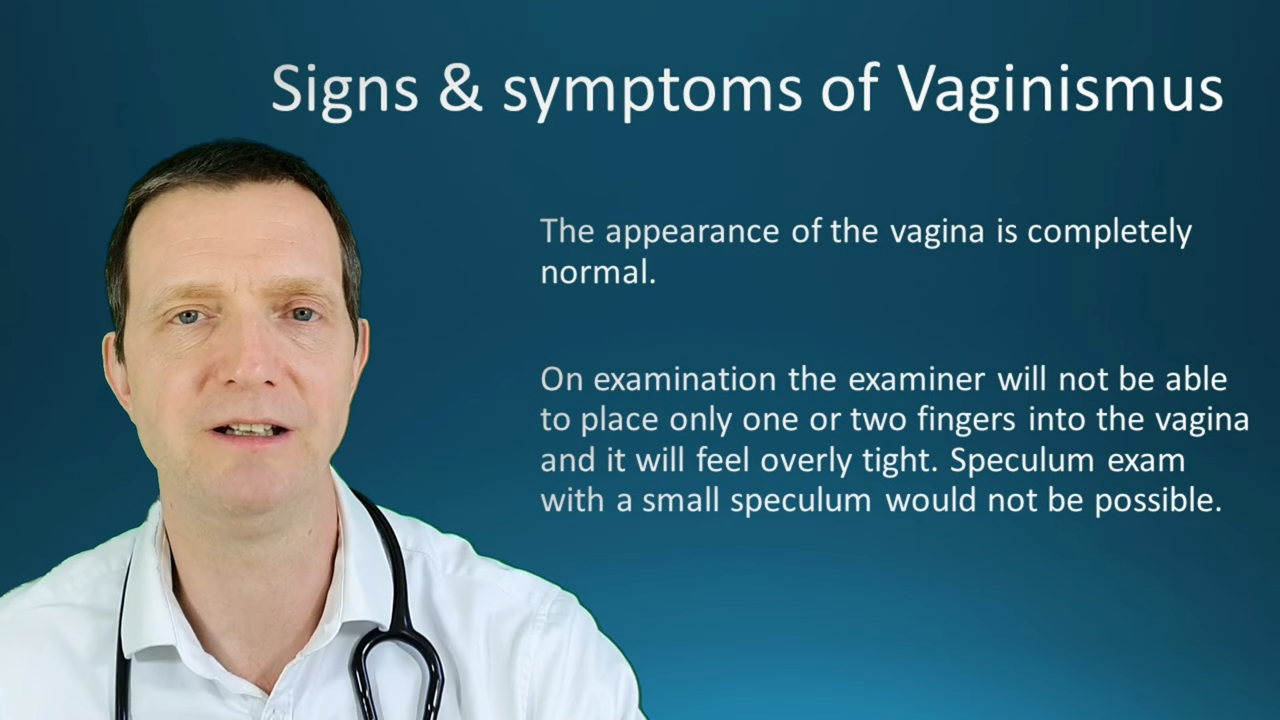 Signs & symptoms of Vaginismus
The appearance of the vagina is completely
normal.
On examination the examiner will not be able
to place only one or two fingers into the vagina
and it will feel overly tight. Speculum exam
with a small speculum would not be possible.